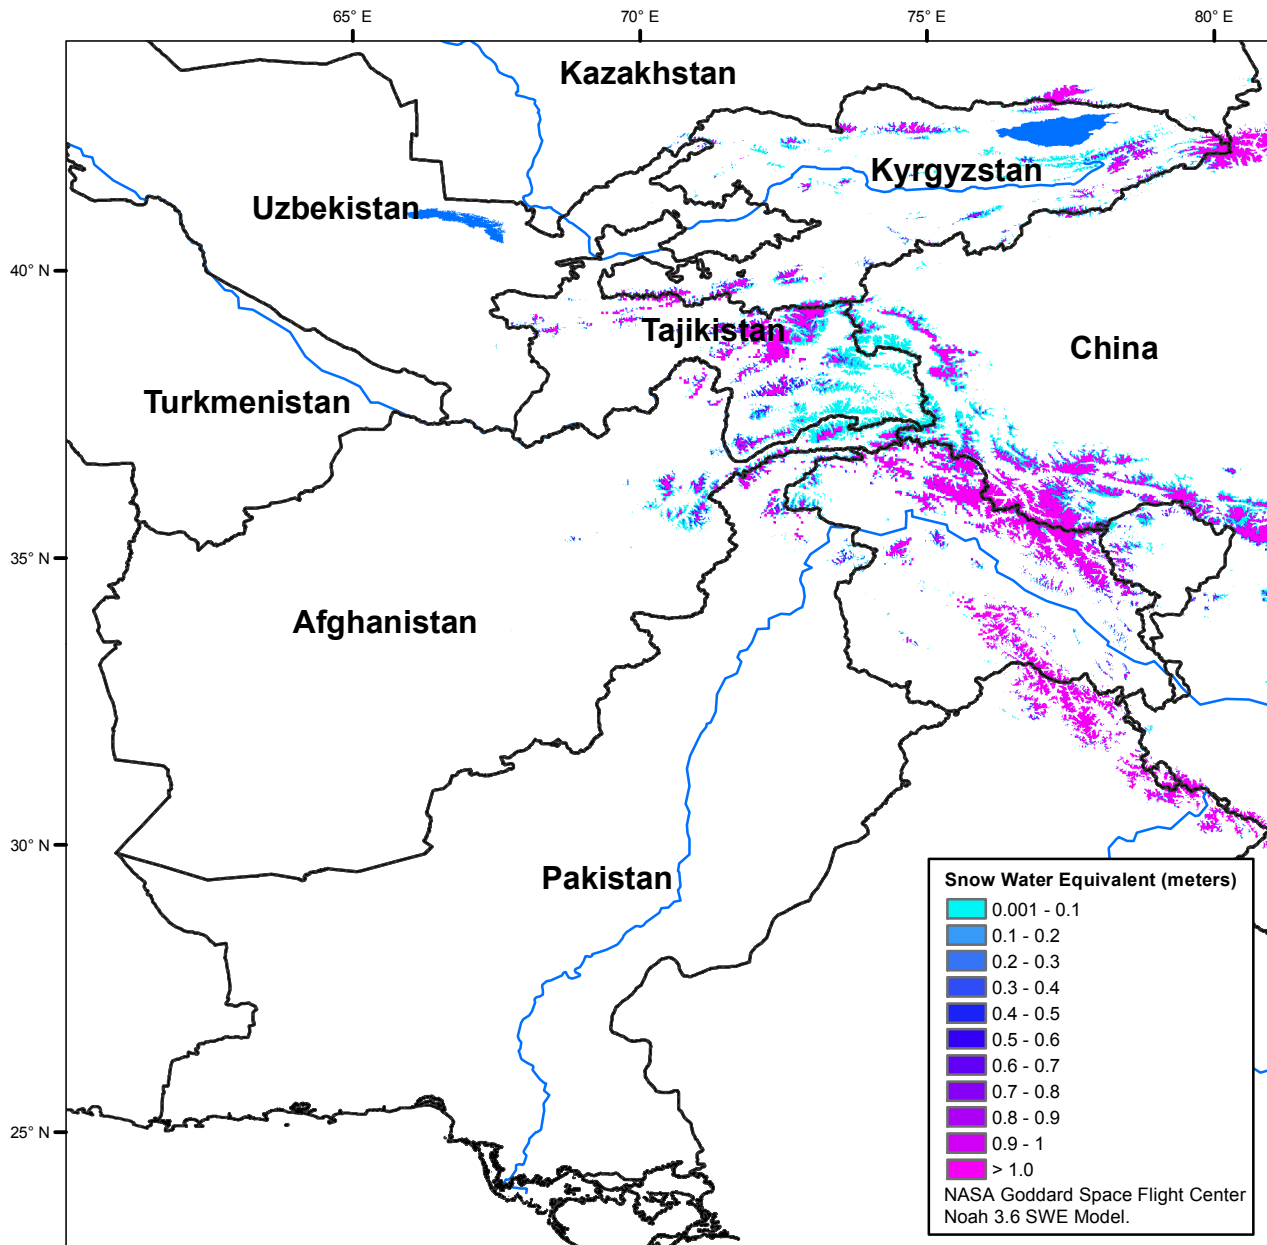 65° E
70° E
75° E
80° E
Kazakhstan
Kyrgyzstan
Uzbekistan
40° N
Tajikistan
China
Turkmenistan
35° N
Afghanistan
30° N
Pakistan
25° N
Snow Water Equivalent (meters)
0.001 - 0.1
0.1 - 0.2
0.2 - 0.3
0.3 - 0.4
0.4 - 0.5
0.5 - 0.6
0.6 - 0.7
0.7 - 0.8
0.8 - 0.9
0.9 - 1
> 1.0
NASA Goddard Space Flight Center
Noah 3.6 SWE Model.